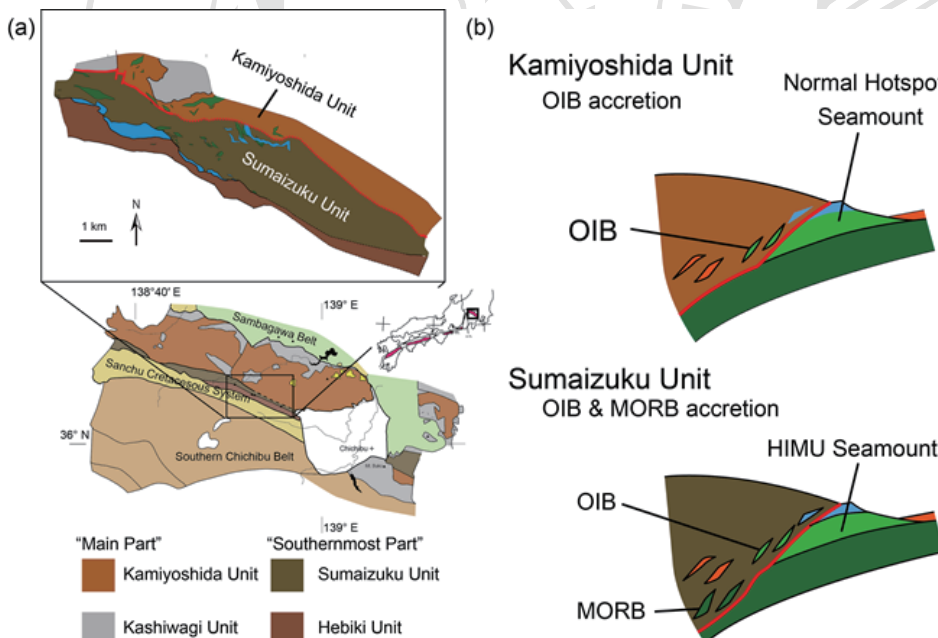 (a)
Kamiyoshida Unit
Sumaizuku Unit
N
1 km
138°40' E
139° E
Sambagawa Belt
Sanchu Cretacesous System
36° N
Chichibu +
Southern Chichibu Belt
139° E
"Main Part"
"Southernmost Part"
Kamiyoshida Unit
Sumaizuku Unit
Kashiwagi Unit
Hebiki Unit
(b)
Kamiyoshida Unit
OIB accretion
Normal Hotspot
Seamount
OIB
Sumaizuku Unit
OIB & MORB accretion
HIMU Seamount
OIB
MORB